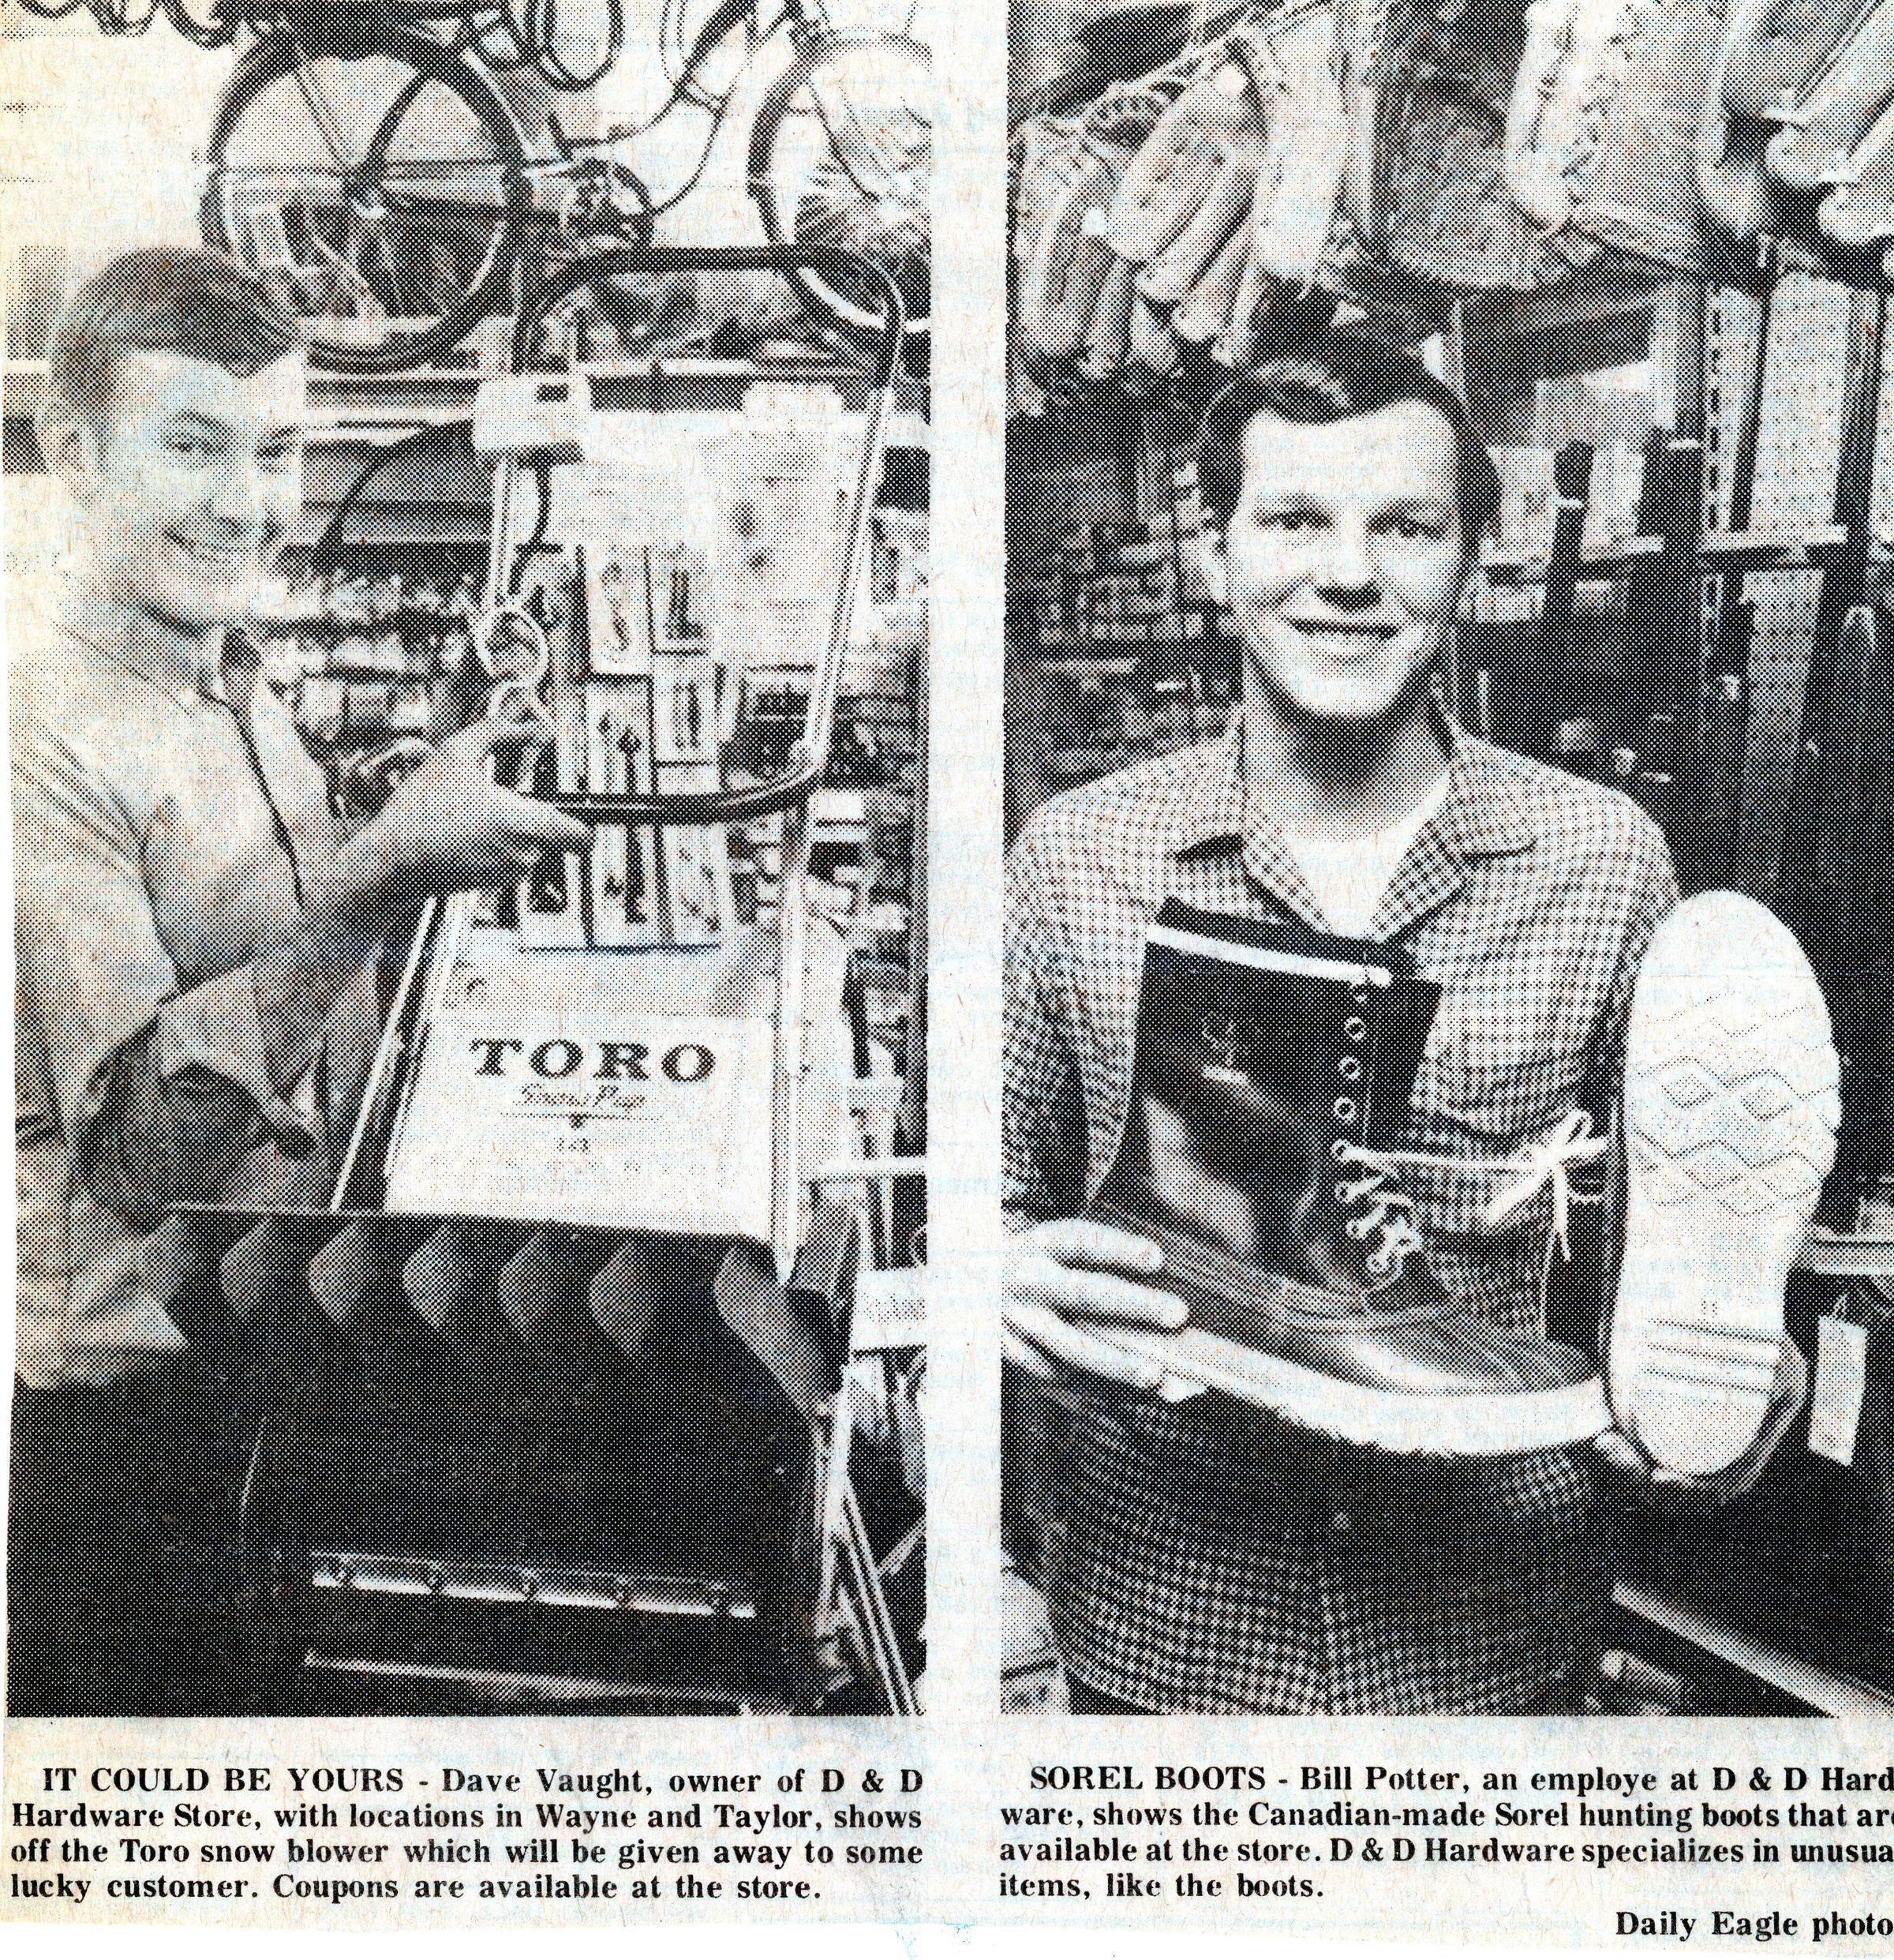 TORO
Snow Pup
IT COULD BE YOURS - Dave Vaught, owner of D & D
Hardware Store, with locations in Wayne and Taylor, shows
off the Toro snow blower which will be given away to some
lucky customer. Coupons are available at the store.
SOREL BOOTS - Bill Potter, an employe at D & D Hard
ware, shows the Canadian-made Sorel hunting boots that are
available at the store. D & D Hardware specializes in unusua
items, like the boots.
Daily Eagle photo